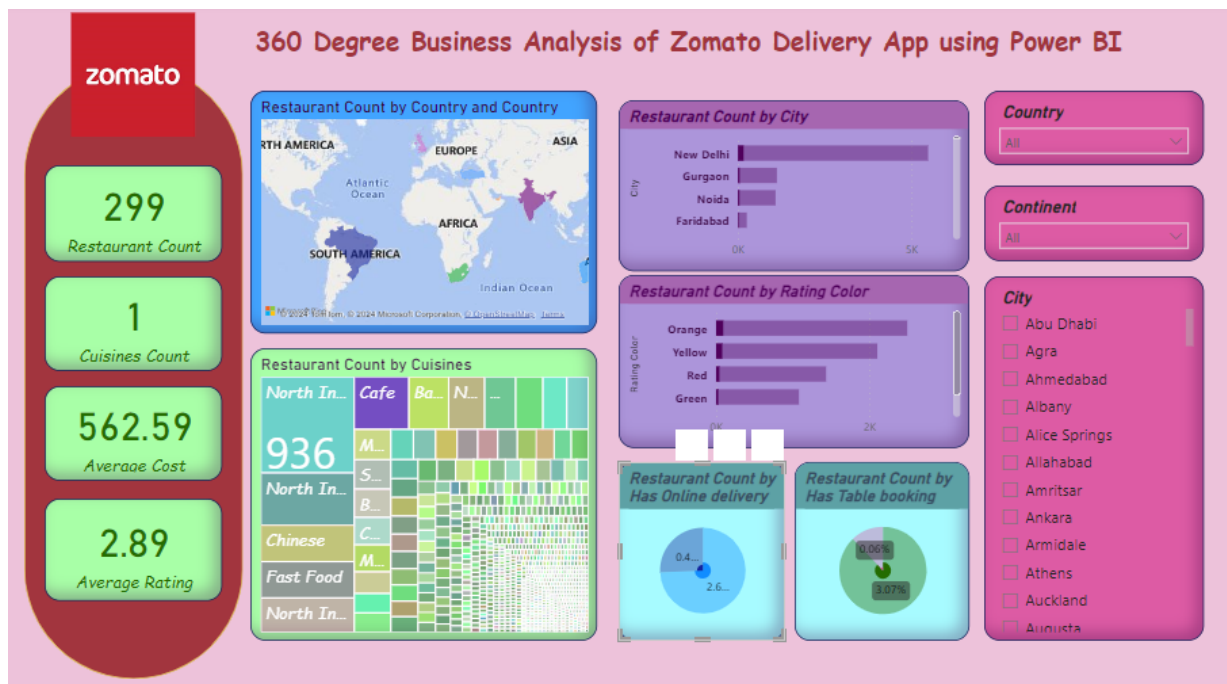 zomato
360 Degree Business Analysis of Zomato Delivery App using Power BI
299
Restaurant Count
1
Cuisines Count
562.59
Average Cost
2.89
Average Rating
Restaurant Count by Country and Country
RTH AMERICA
EUROPE
ASIA
Atlantic
Ocean
AFRICA
SOUTH AMERICA
Indian Ocean
© 2024 TomTom, © 2024 Microsoft Corporation, © OpenStreetMap Terms
Restaurant Count by Cuisines
North In...
936
North In...
Chinese
Fast Food
North In...
Cafe
Ba...
N...
...
M...
S...
B...
C...
M...
Restaurant Count by City
City
New Delhi
Gurgaon
Noida
Faridabad
0K
5K
Restaurant Count by Rating Color
Rating Color
Orange
Yellow
Red
Green
0K
2K
Restaurant Count by
Has Online delivery
0.4...
2.6...
Restaurant Count by
Has Table booking
0.06%
3.07%
Country
All
Continent
All
City
Abu Dhabi
Agra
Ahmedabad
Albany
Alice Springs
Allahabad
Amritsar
Ankara
Armidale
Athens
Auckland
Augusta